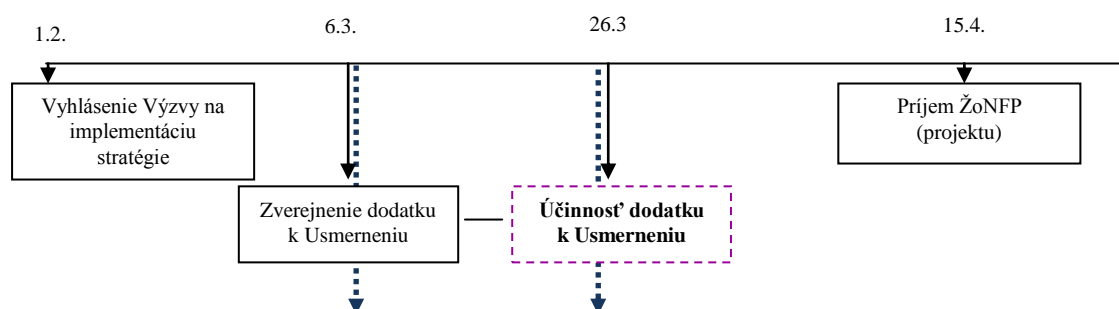 1.2.
6.3.
26.3
15.4.
Vyhlásenie Výzvy na
implementáciu
stratégie
Príjem ŽoNFP
(projektu)
Zverejnenie dodatku
k Usmerneniu
Účinnosť dodatku
k Usmerneniu